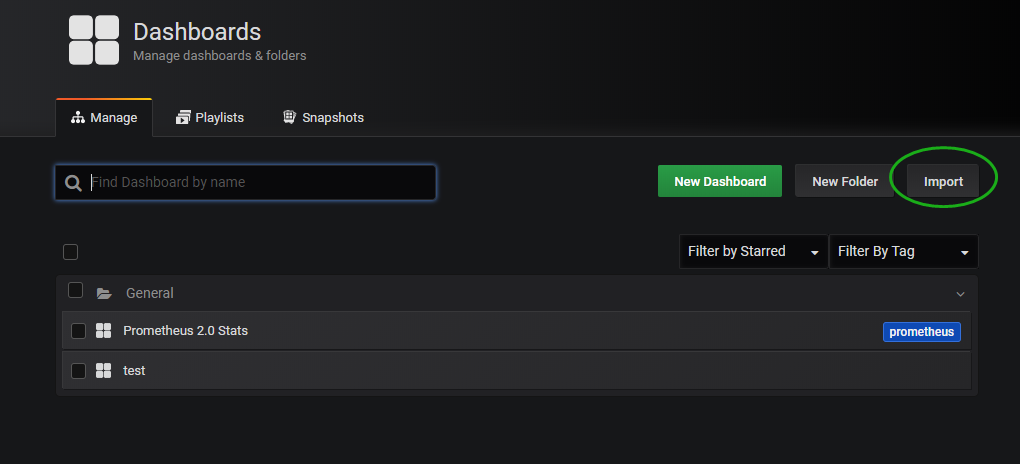 Dashboards
Manage dashboards & folders
Manage Playlists Snapshots
Find Dashboard by name New Dashboard New Folder Import
Filter by Starred Filter By Tag
General
Prometheus 2.0 Stats prometheus
test